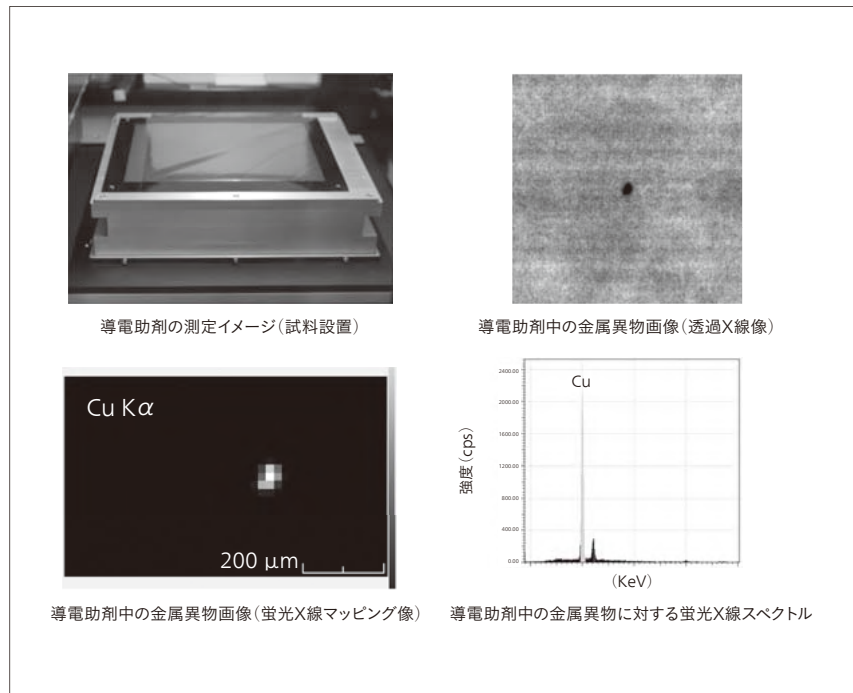 導電助剤の測定イメージ(試料設置)
導電助剤中の金属異物画像(透過X線像)
Cu Kα
200 μm
導電助剤中の金属異物画像(蛍光X線マッピング像)
Cu
強度(cps)
2400.00
2000.00
1600.00
1200.00
800.00
400.00
0.00
(KeV)
導電助剤中の金属異物に対する蛍光X線スペクトル